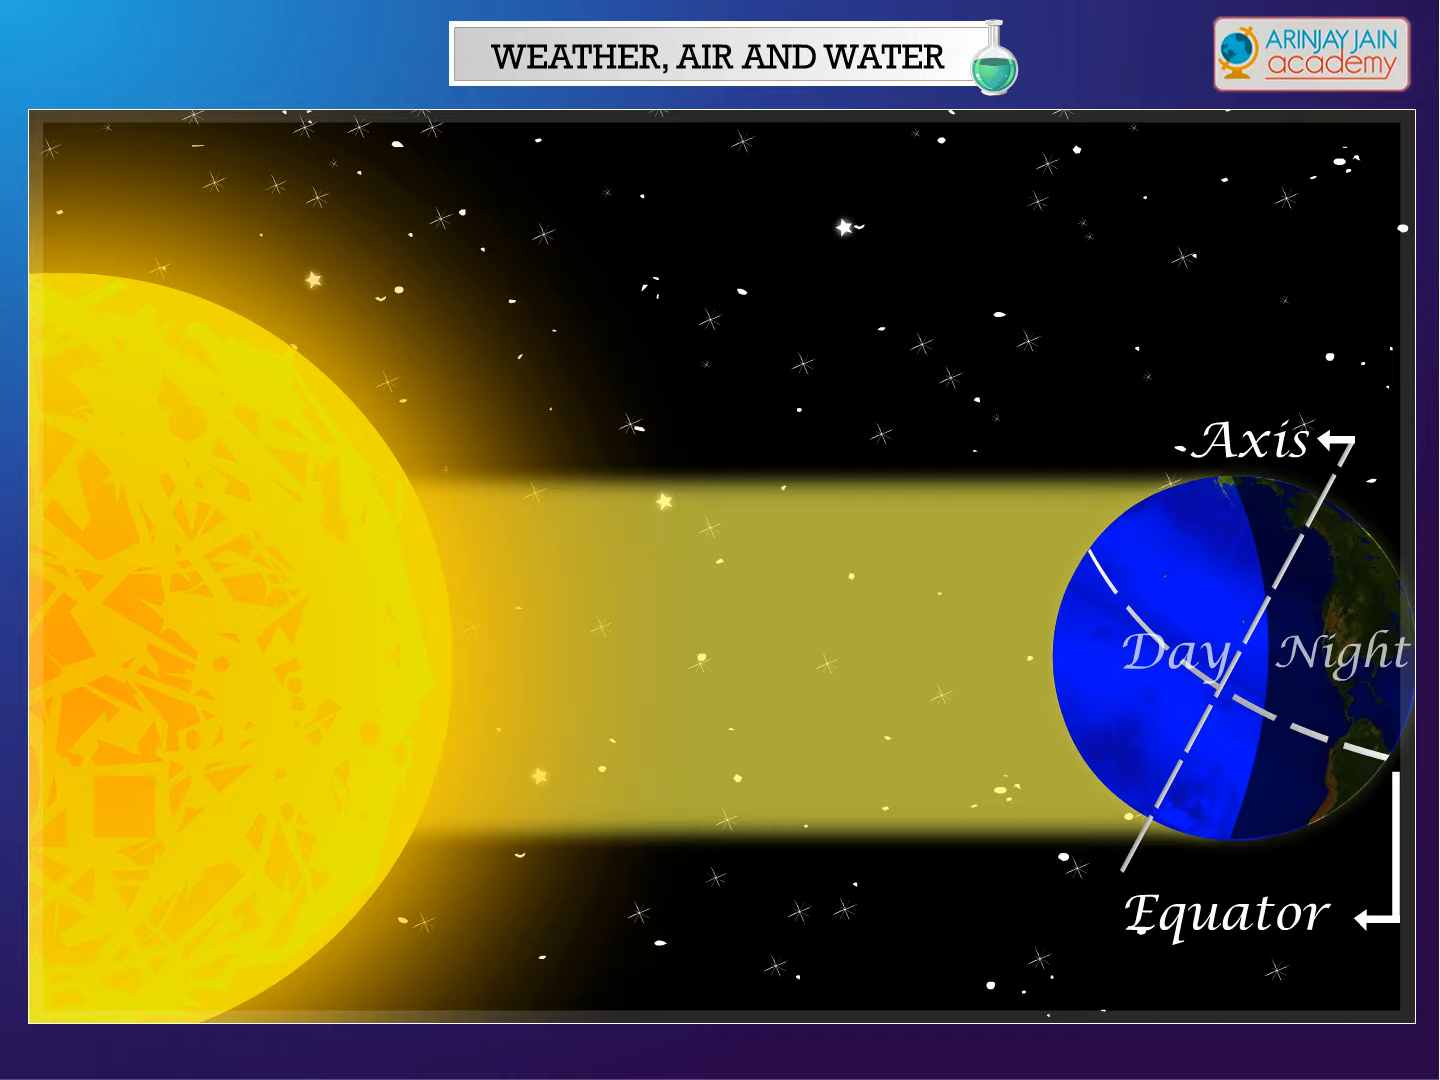 WEATHER, AIR AND WATER
ARINJAY JAIN
academy
Axis
Day Night
Equator